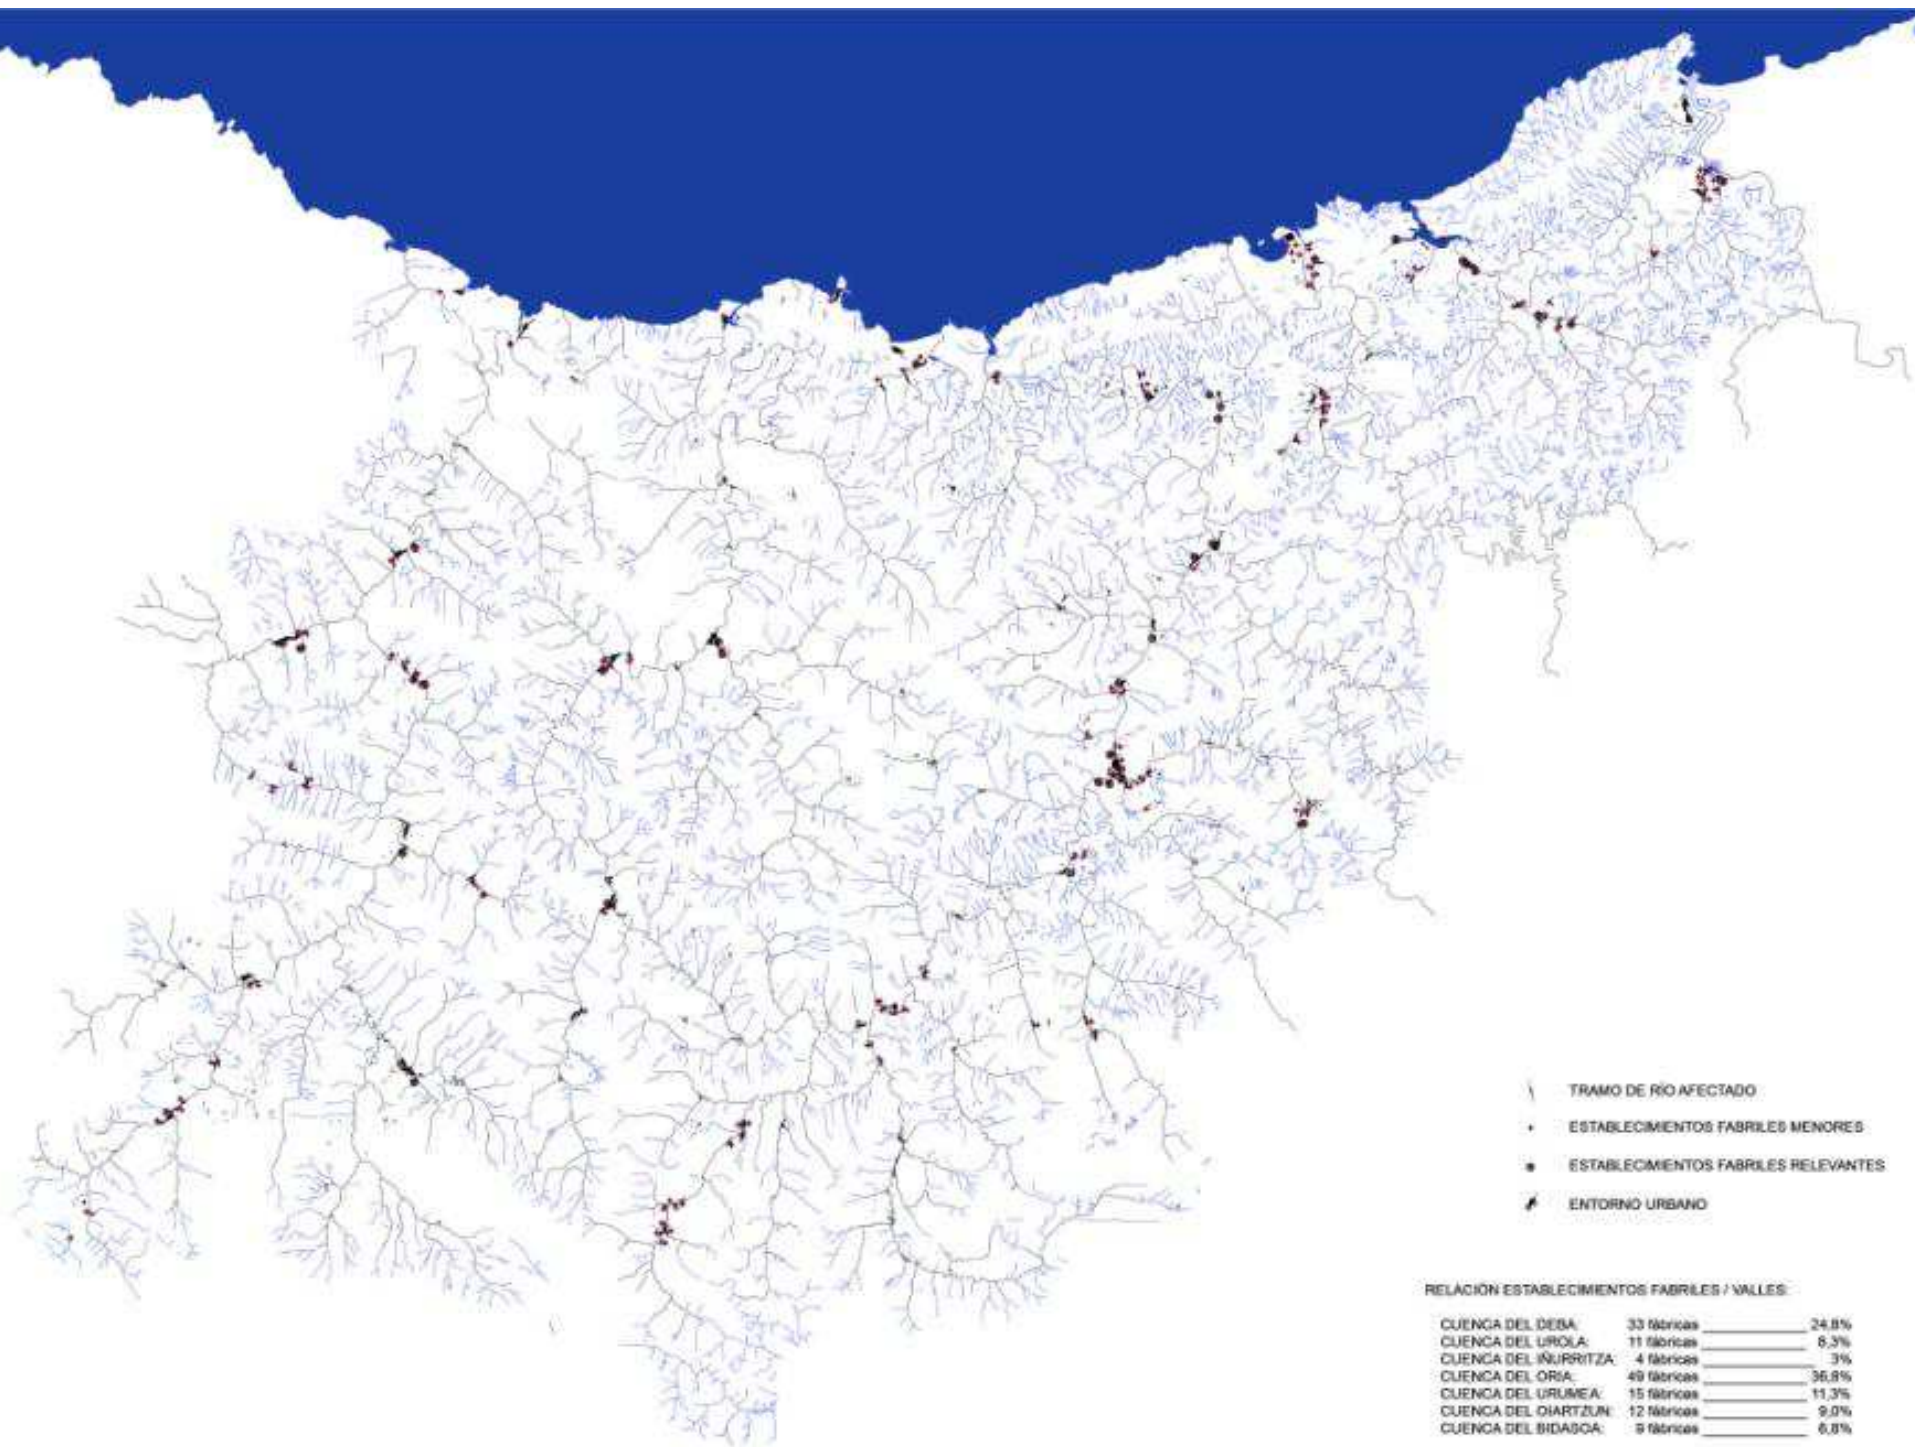 TRAMO DE RÍO AFECTADO
ESTABLECIMIENTOS FABRILES MENORES
ESTABLECIMIENTOS FABRILES RELEVANTES
ENTORNO URBANO
RELACIÓN ESTABLECIMIENTOS FABRILES / VALLES:
CUENCA DEL DEBA: 33 fábricas 24,8%
CUENCA DEL UROLA: 11 fábricas 8,3%
CUENCA DEL IÑURRITZA: 4 fábricas 3%
CUENCA DEL ORIA: 49 fábricas 36,8%
CUENCA DEL URUMEA: 15 fábricas 11,3%
CUENCA DEL OIARTZUN: 12 fábricas 9,0%
CUENCA DEL BIDASOA: 9 fábricas 6,8%